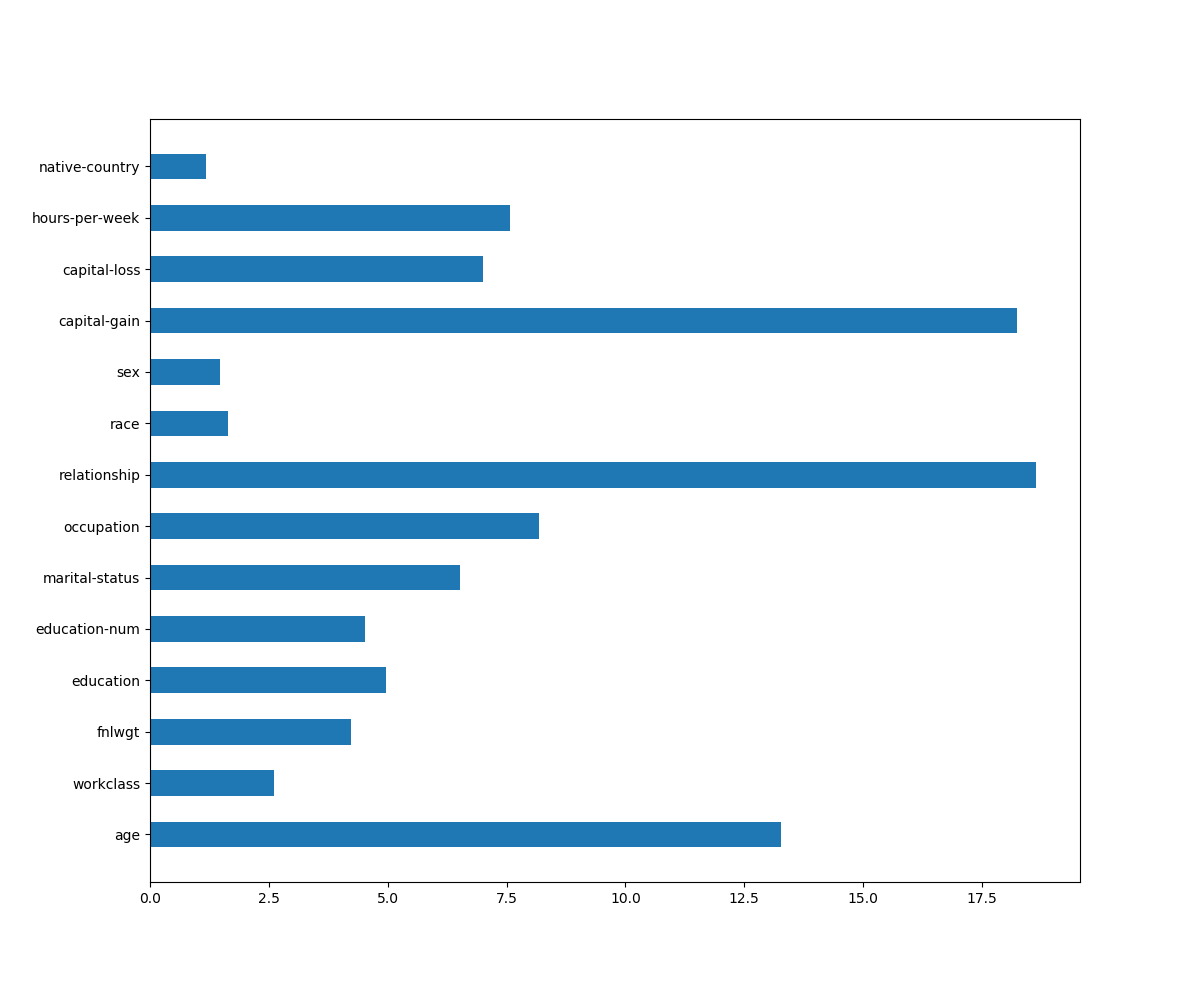 native-country
hours-per-week
capital-loss
capital-gain
sex
race
relationship
occupation
marital-status
education-num
education
fnlwgt
workclass
age
0.0 2.5 5.0 7.5 10.0 12.5 15.0 17.5